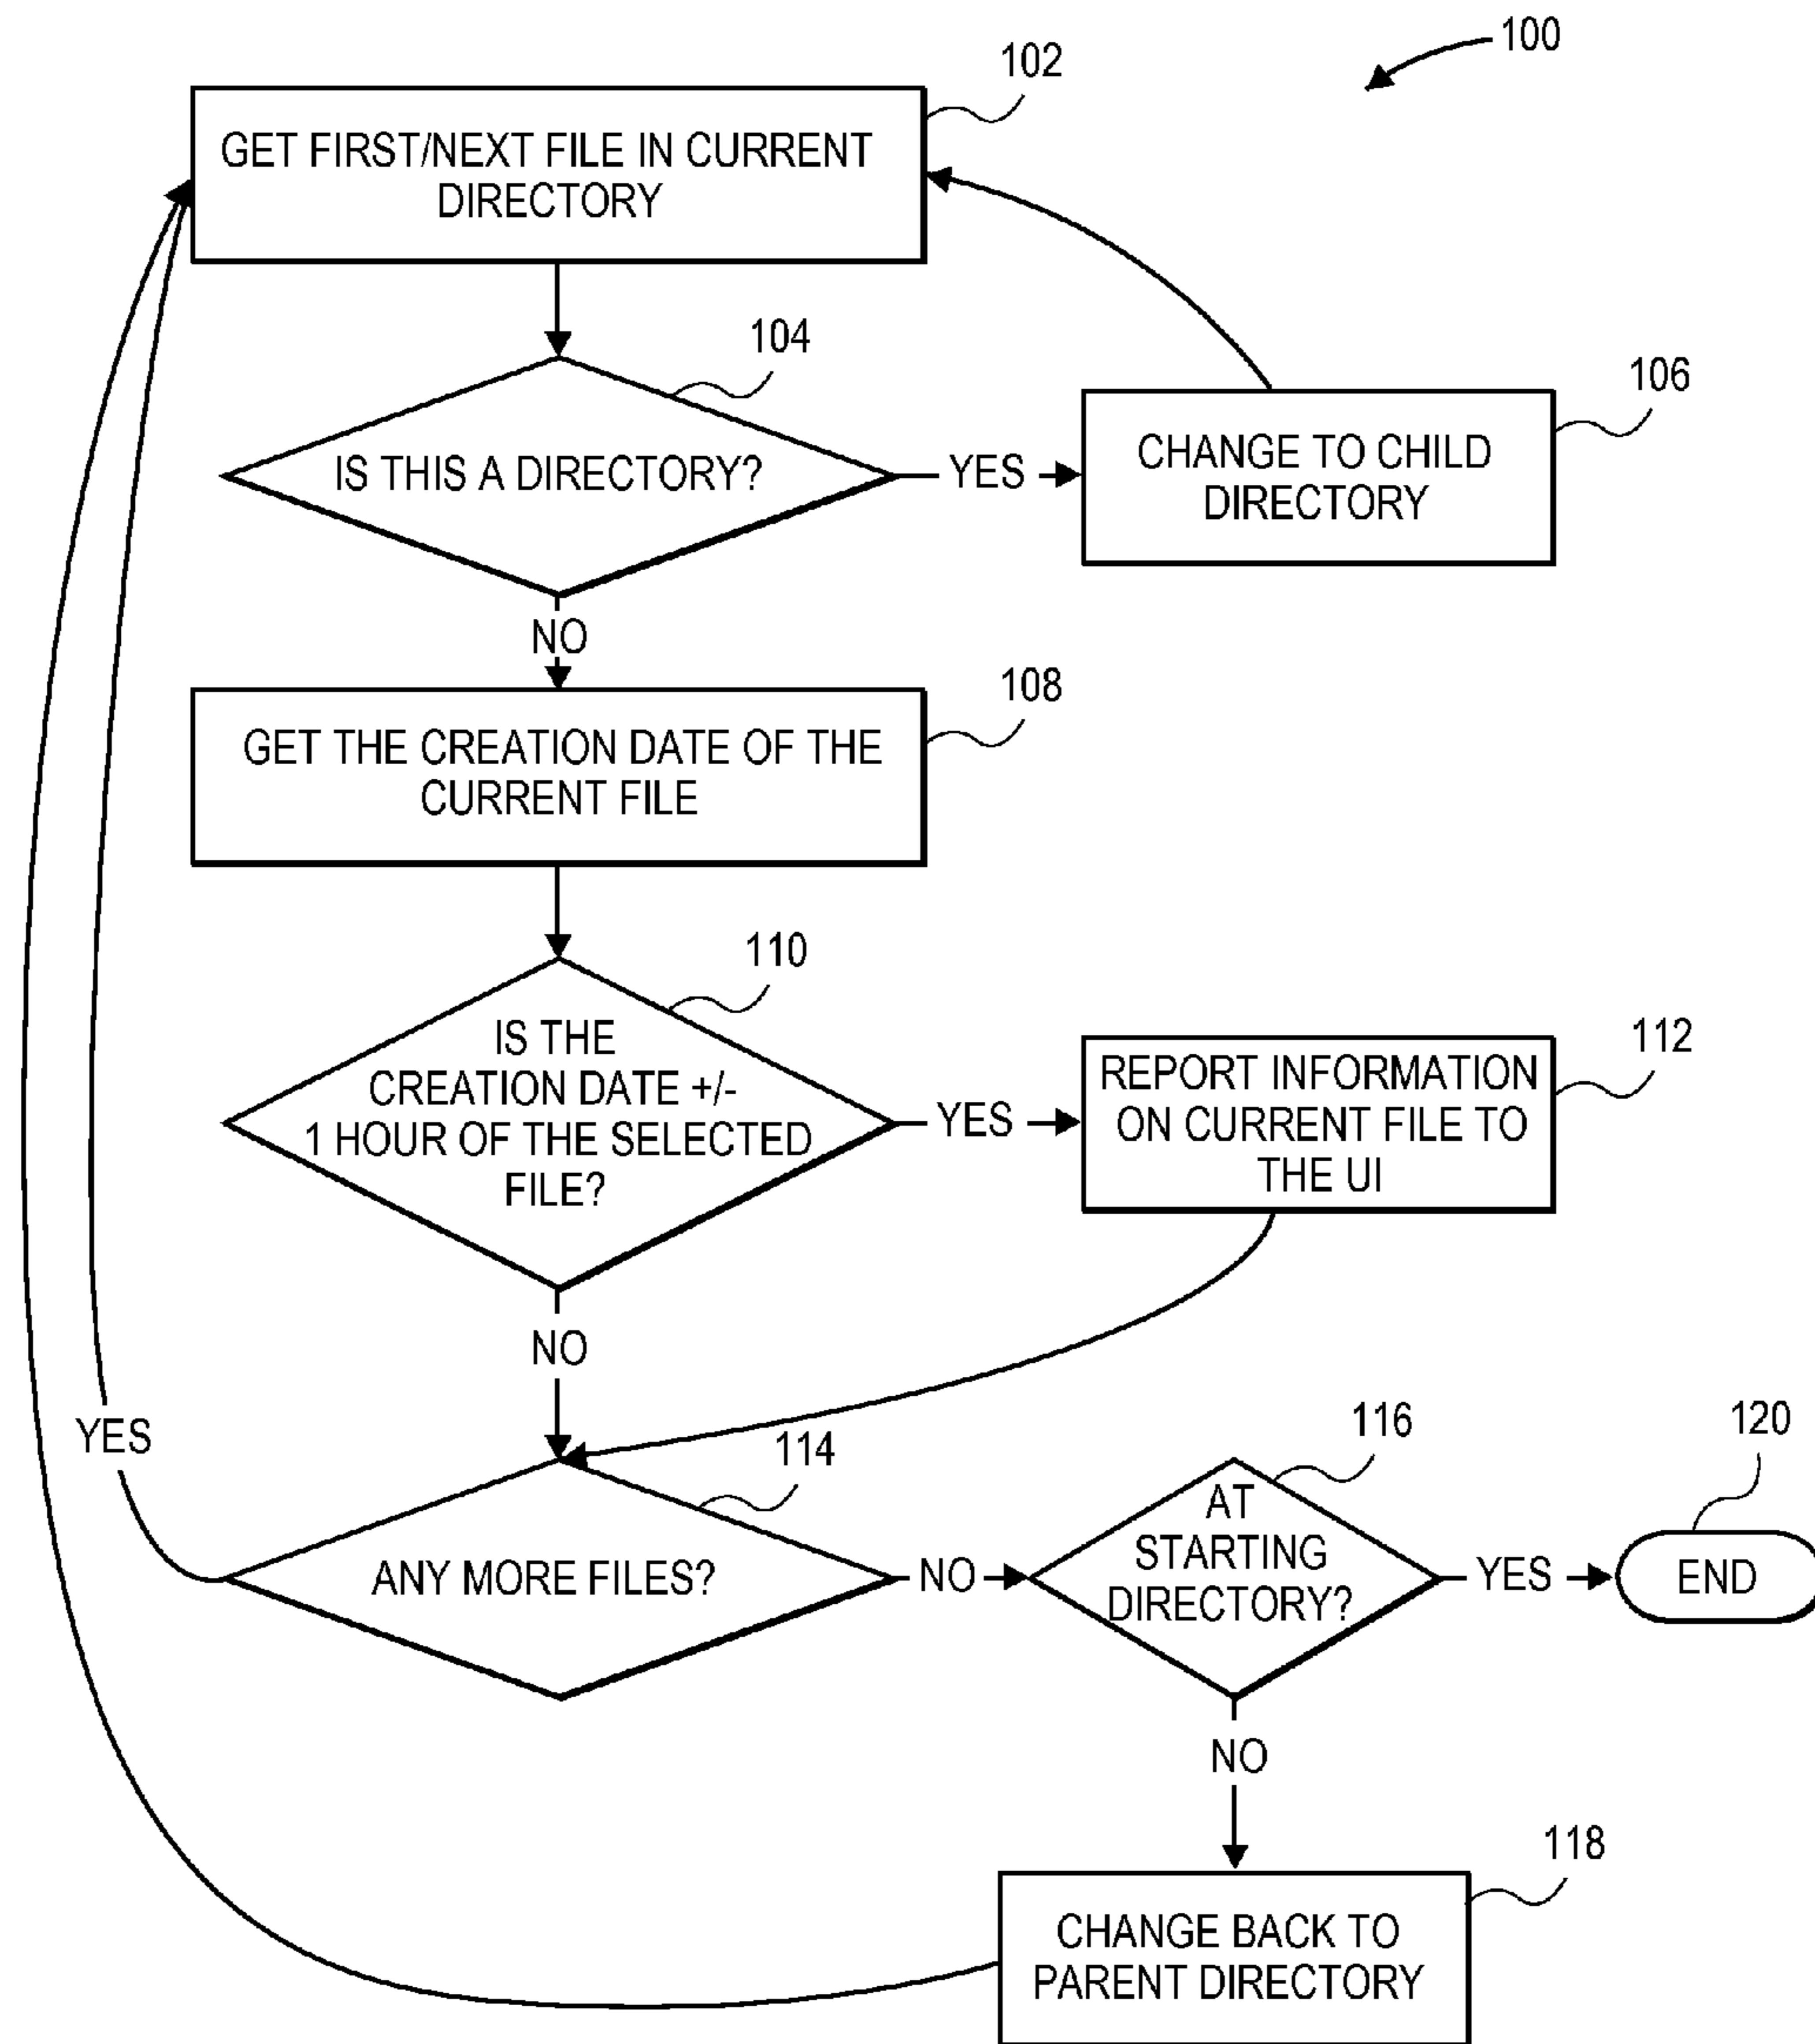 100
102
GET FIRST/NEXT FILE IN CURRENT
DIRECTORY
104
IS THIS A DIRECTORY?
YES
106
CHANGE TO CHILD
DIRECTORY
NO
108
GET THE CREATION DATE OF THE
CURRENT FILE
110
IS THE
CREATION DATE +/-
1 HOUR OF THE SELECTED
FILE?
YES
112
REPORT INFORMATION
ON CURRENT FILE TO
THE UI
NO
YES
114
ANY MORE FILES?
NO
116
AT
STARTING
DIRECTORY?
YES
120
END
NO
118
CHANGE BACK TO
PARENT DIRECTORY